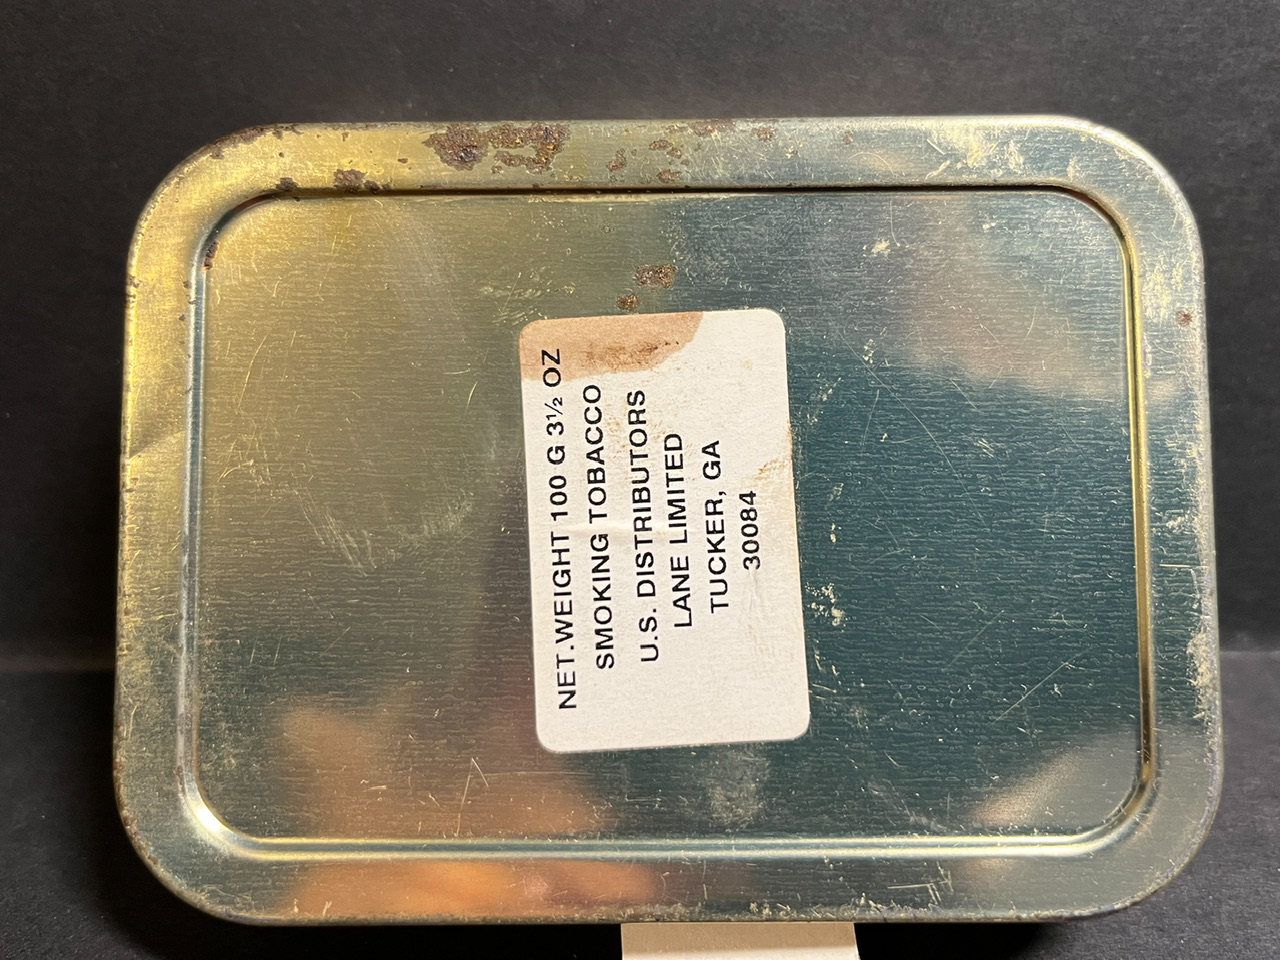 NET. WEIGHT 100 G 3½ OZ
SMOKING TOBACCO
U.S. DISTRIBUTORS
LANE LIMITED
TUCKER, GA
30084